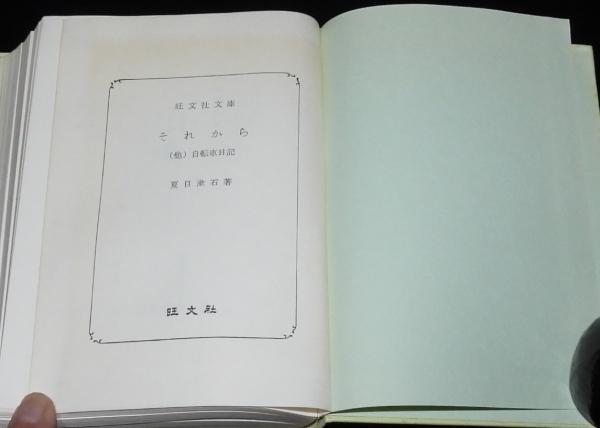 旺文社文庫
それから
(他)自転車日記
夏目漱石著
旺文社